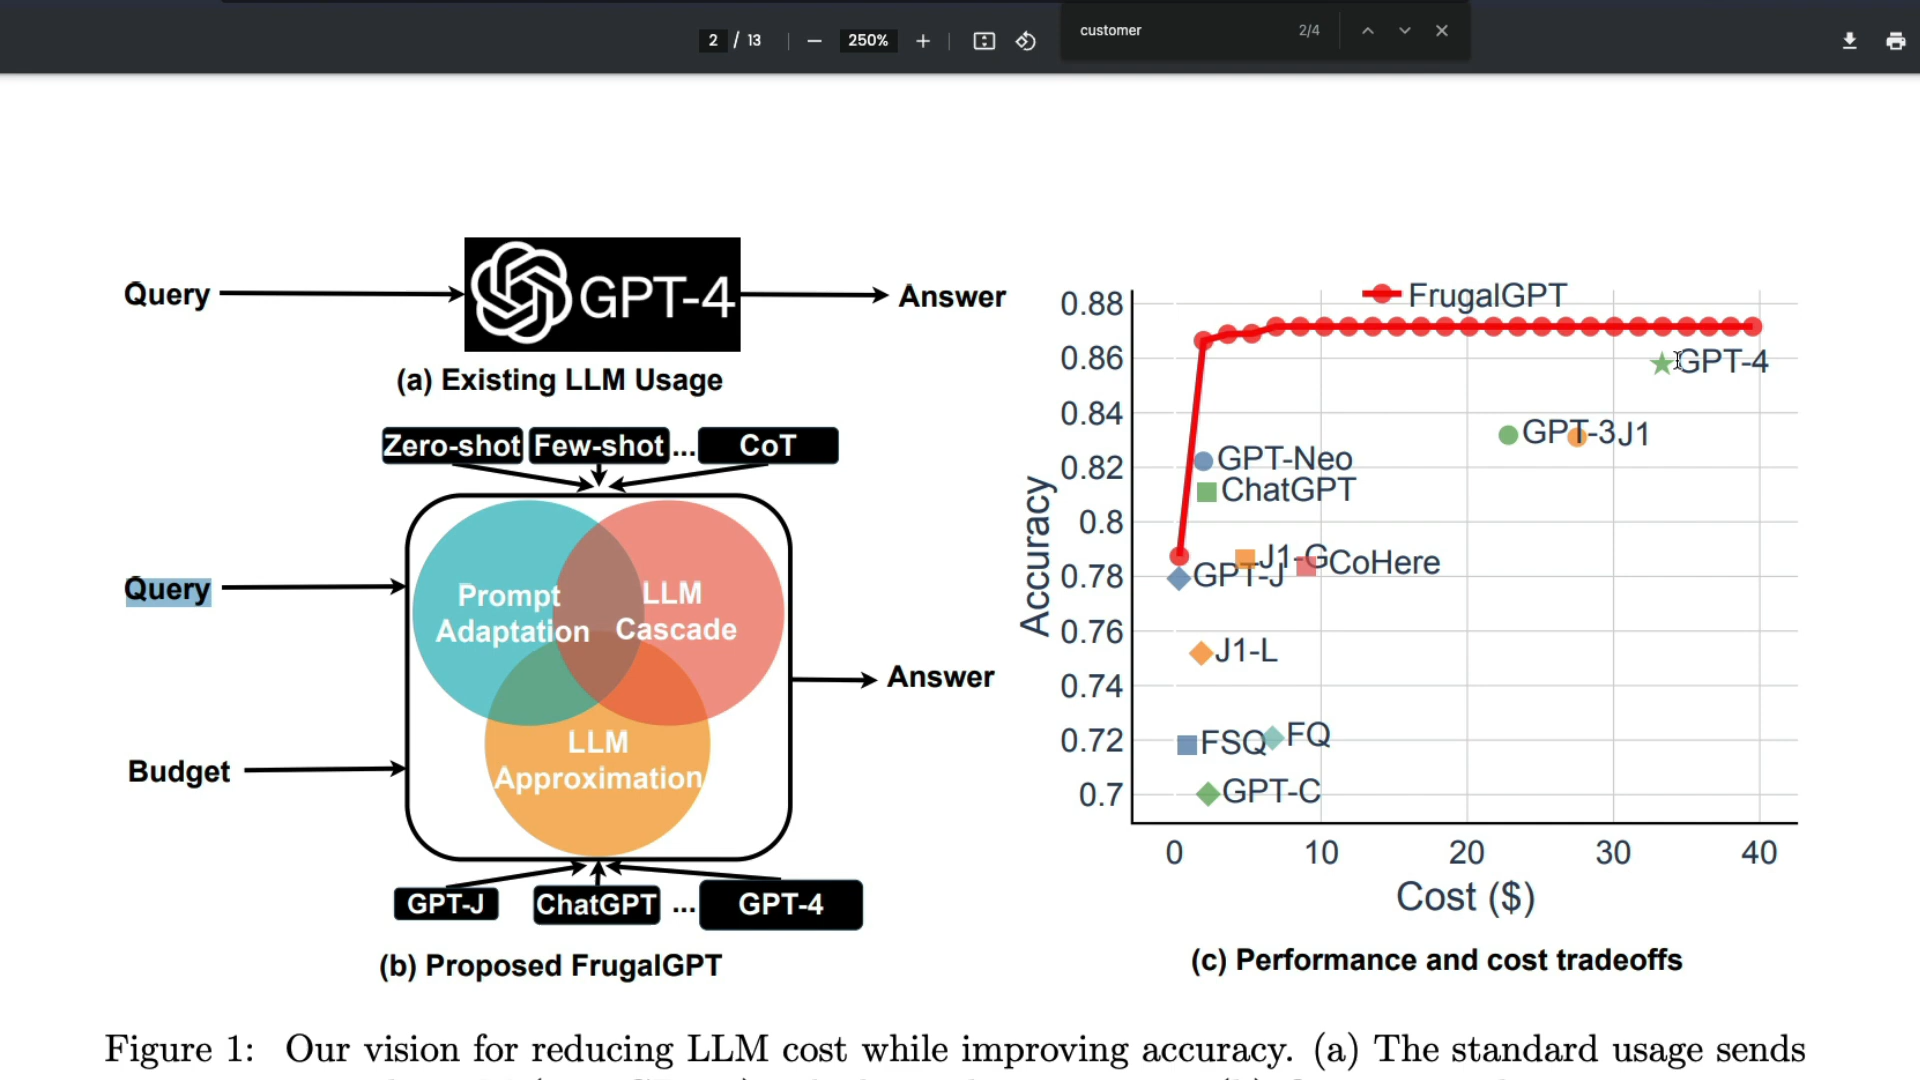 2 / 13
250%
customer
2/4
Query
GPT-4
Answer
(a) Existing LLM Usage
Zero-shot Few-shot ... CoT
Query
Prompt
Adaptation
LLM
Cascade
LLM
Approximation
Budget
Answer
GPT-J ChatGPT ... GPT-4
(b) Proposed FrugalGPT
FrugalGPT
0.88
0.86
0.84
0.82
0.8
0.78
0.76
0.74
0.72
0.7
Accuracy
GPT-4
GPT-3
J1
GPT-Neo
ChatGPT
J1-G
CoHere
GPT-J
J1-L
FSQ
FQ
GPT-C
0 10 20 30 40
Cost ($)
(c) Performance and cost tradeoffs
Figure 1: Our vision for reducing LLM cost while improving accuracy. (a) The standard usage sends